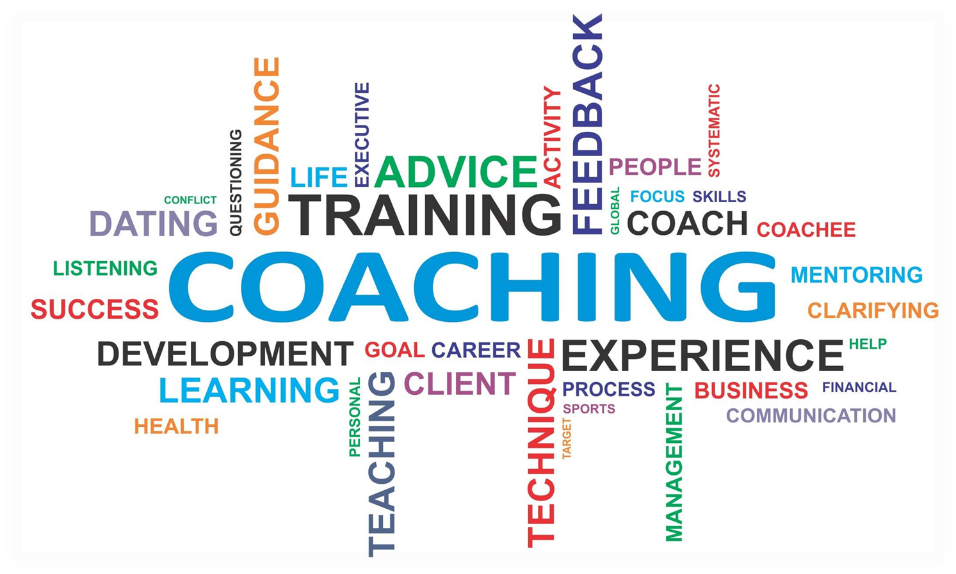 FEEDBACK
GUIDANCE
EXECUTIVE
ACTIVITY
SYSTEMATIC
QUESTIONING
LIFE
ADVICE
PEOPLE
CONFLICT
DATING
TRAINING
GLOBAL
FOCUS
SKILLS
COACH
COACHEE
LISTENING
COACHING
MENTORING
SUCCESS
CLARIFYING
DEVELOPMENT
GOAL
CAREER
TECHNIQUE
EXPERIENCE
HELP
LEARNING
PERSONAL
TEACHING
CLIENT
PROCESS
MANAGEMENT
BUSINESS
FINANCIAL
SPORTS
COMMUNICATION
HEALTH
TARGET